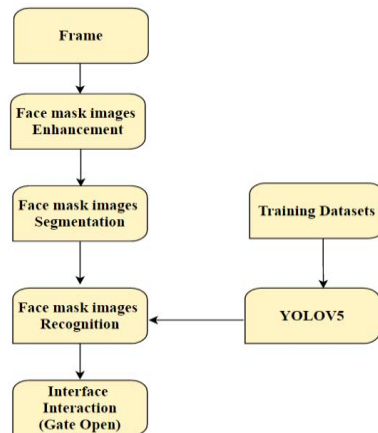 Frame
Face mask images
Enhancement
Face mask images
Segmentation
Training Datasets
Face mask images
Recognition
YOLOV5
Interface
Interaction
(Gate Open)